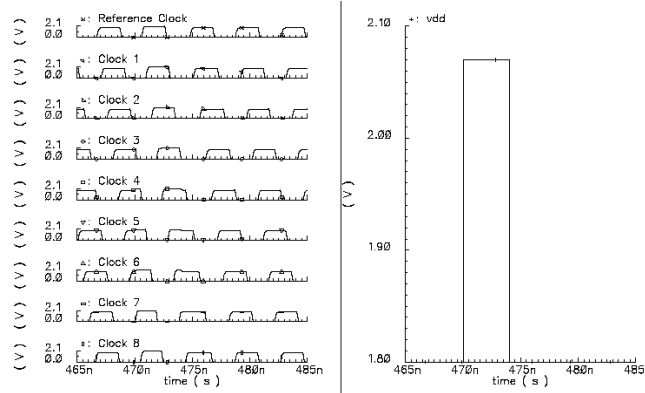 ×: Reference Clock
(V)
2.1
0.0
◁: Clock 1
(V)
2.1
0.0
▷: Clock 2
(V)
2.1
0.0
◇: Clock 3
(V)
2.1
0.0
□: Clock 4
(V)
2.1
0.0
▽: Clock 5
(V)
2.1
0.0
△: Clock 6
(V)
2.1
0.0
: Clock 7
(V)
2.1
0.0
: Clock 8
(V)
2.1
0.0
465n 470n 475n 480n 485n
time ( s )
+: vdd
2.10
2.00
(V)
1.90
1.80
465n 470n 475n 480n 485n
time ( s )